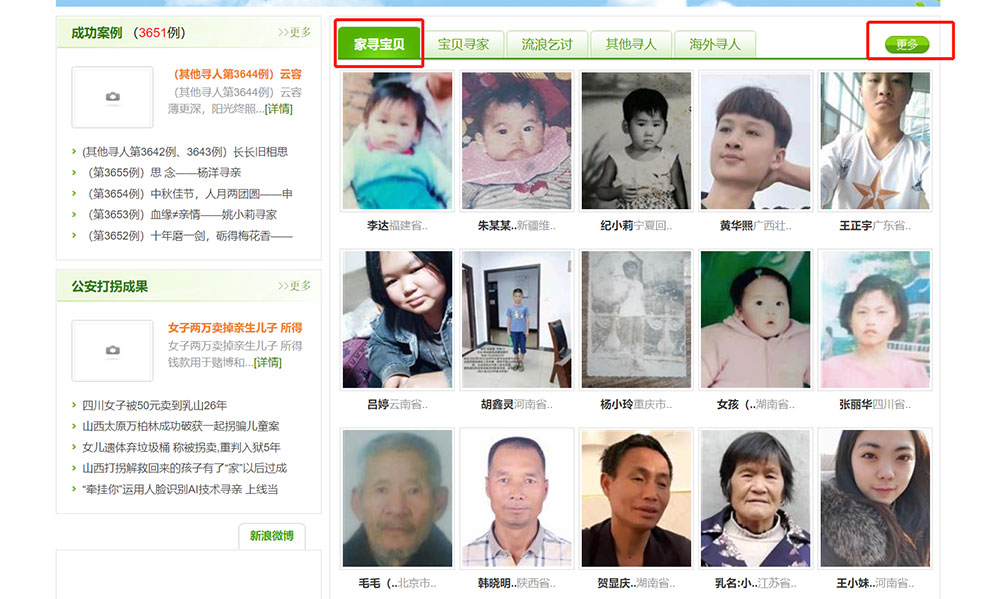 成功案例 （3651例） >>更多
（其他寻人第3644例）云容
（其他寻人第3644例）云容
薄更深，阳光终照...[详情]
(其他寻人第3642例、3643例）长长旧相思
（第3655例）思 念——杨洋寻亲
（第3654例）中秋佳节，人月两团圆——申
（第3653例）血缘≠亲情——姚小莉寻家
（第3652例）十年磨一剑，砺得梅花香——
公安打拐成果 >>更多
女子两万卖掉亲生儿子 所得
女子两万卖掉亲生儿子 所得
钱款用于赌博和...[详情]
四川女子被50元卖到乳山26年
山西太原万柏林成功破获一起拐骗儿童案
女儿遗体弃垃圾桶 称被拐卖,重判入狱5年
山西打拐解救回来的孩子有了“家”以后过成
“牵挂你”运用人脸识别AI技术寻亲 上线当
新浪微博
家寻宝贝 宝贝寻家 流浪乞讨 其他寻人 海外寻人 更多
李达福建省.. 朱某某..新疆维.. 纪小莉宁夏回.. 黄华熙广西壮.. 王正宇广东省..
吕婷云南省.. 胡鑫灵河南省.. 杨小玲重庆市.. 女孩（..湖南省.. 张丽华四川省..
毛毛（..北京市.. 韩晓明..陕西省.. 贺显庆..湖南省.. 乳名:小..江苏省.. 王小妹..河南省..